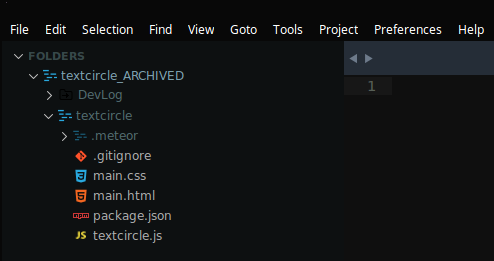 File Edit Selection Find View Goto Tools Project Preferences Help
FOLDERS
textcircle_ARCHIVED
1
DevLog
textcircle
.meteor
.gitignore
main.css
main.html
package.json
JS textcircle.js